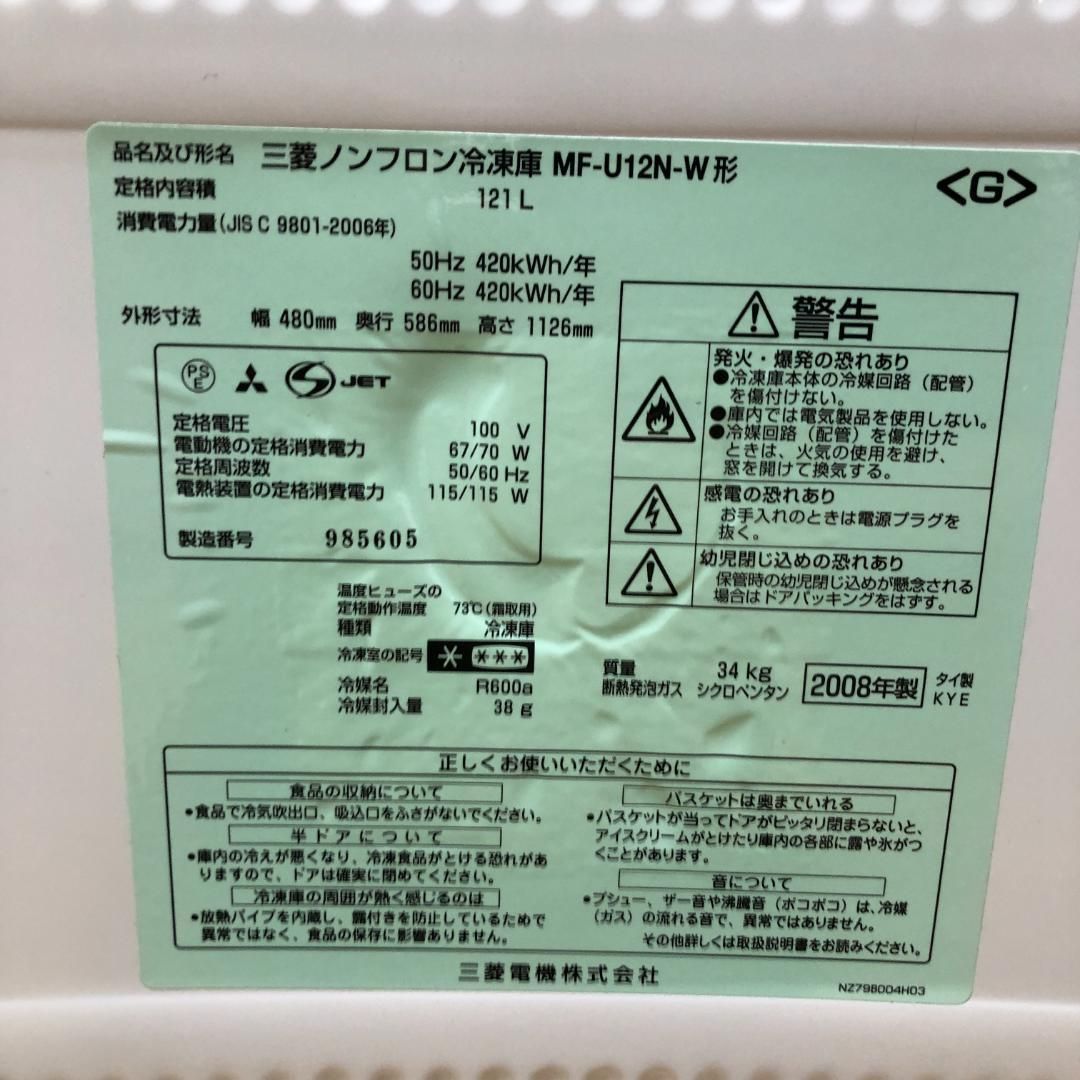 品名及び形名 三菱ノンフロン冷凍庫 MF-U12N-W形
<G>
定格内容積 121L
消費電力量(JIS C 9801-2006年)
50Hz 420kWh/年
60Hz 420kWh/年
外形寸法 幅 480mm 奥行 586mm 高さ 1126mm
PSE JET
定格電圧 100 V
電動機の定格消費電力 67/70 W
定格周波数 50/60 Hz
電熱装置の定格消費電力 115/115 W
製造番号 985605
警告
発火・爆発の恐れあり
●冷凍庫本体の冷媒回路（配管）
を傷付けない。
●庫内では電気製品を使用しない。
●冷媒回路（配管）を傷付けた
ときは、火気の使用を避け、
窓を開けて換気する。
感電の恐れあり
お手入れのときは電源プラグを
抜く。
幼児閉じ込めの恐れあり
保管時の幼児閉じ込めが懸念される
場合はドアパッキングをはずす。
温度ヒューズの
定格動作温度 73℃(霜取用)
種類 冷凍庫
冷凍室の記号 * ***
冷媒名 R600a
冷媒封入量 38 g
質量 34 kg
断熱発泡ガス シクロペンタン
2008年製
タイ製
KYE
正しくお使いいただくために
食品の収納について
•食品で冷気吹出口、吸込口をふさがないでください。
半ドアについて
•庫内の冷えが悪くなり、冷凍食品がとける恐れがあ
りますので、ドアは確実に閉めてください。
冷凍庫の周囲が熱く感じるのは
•放熱パイプを内蔵し、露付きを防止しているためで
異常ではなく、食品の保存に影響ありません。
バスケットは奥までいれる
•バスケットが当ってドアがピッタリ閉まらないと、
アイスクリームがとけたり庫内の各部に露や氷がつ
くことがあります。
音について
•プシュー、ザー音や沸騰音（ポコポコ）は、冷媒
（ガス）の流れる音で、異常ではありません。
その他詳しくは取扱説明書をお読みください。
三菱電機株式会社
NZ79B004H03